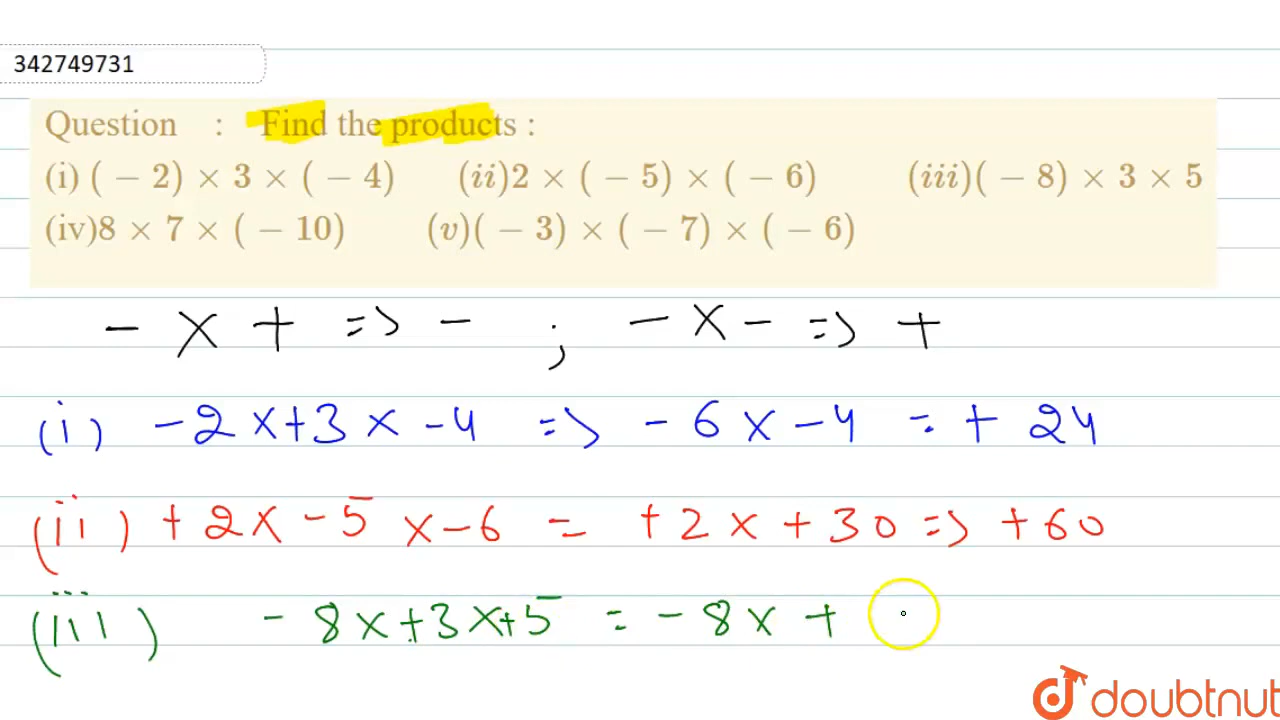 342749731
Question : Find the products :
(i) ( − 2) × 3 × ( − 4) (ii)2 × ( − 5) × ( − 6) (iii)( − 8) × 3 × 5
(iv)8 × 7 × ( − 10) (v)( − 3) × ( − 7) × ( − 6)
- × + => - ; - × - => +
(i) -2×+3×-4 => -6×-4 = +24
(ii) +2×-5×-6 = +2×+30 => +60
(iii) -8×+3×+5 = -8×+
doubtnut